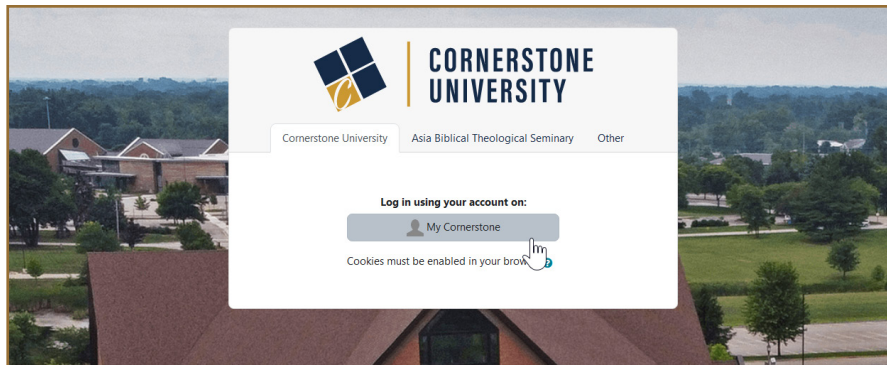 CORNERSTONE
UNIVERSITY
Cornerstone University
Asia Biblical Theological Seminary
Other
Log in using your account on:
My Cornerstone
Cookies must be enabled in your